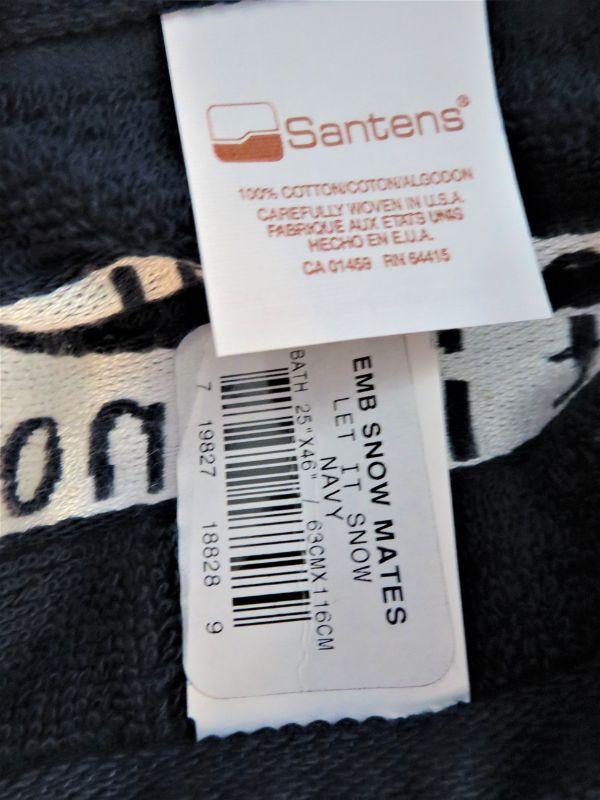 Santens®
100% COTTON/COTON/ALGODON
CAREFULLY WOVEN IN U.S.A.
FABRIQUE AUX ETATS UNIS
HECHO EN E.U.A.
CA 01459 RN 64415
EMB SNOW MATES
LET IT SNOW
NAVY
BATH 25"X46" / 63CMX116CM
7 19827 18828 9